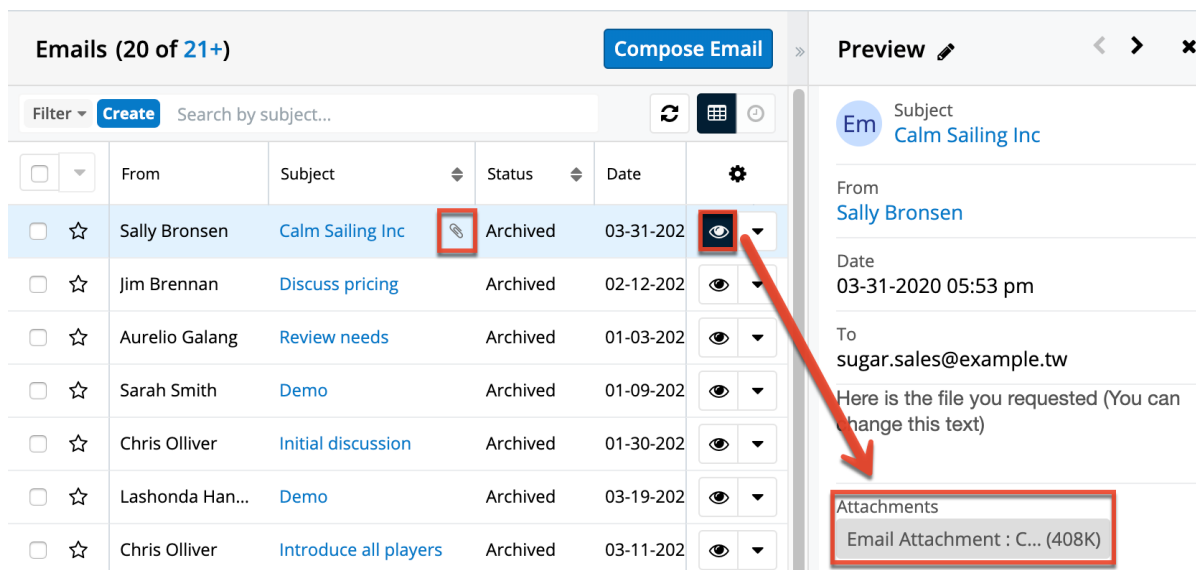 Emails (20 of 21+)
Compose Email
Filter
Create
Search by subject...
From Subject Status Date
Sally Bronsen Calm Sailing Inc Archived 03-31-202
Jim Brennan Discuss pricing Archived 02-12-202
Aurelio Galang Review needs Archived 01-03-202
Sarah Smith Demo Archived 01-09-202
Chris Olliver Initial discussion Archived 01-30-202
Lashonda Han... Demo Archived 03-19-202
Chris Olliver Introduce all players Archived 03-11-202
Preview
Em
Subject
Calm Sailing Inc
From
Sally Bronsen
Date
03-31-2020 05:53 pm
To
sugar.sales@example.tw
Here is the file you requested (You can
change this text)
Attachments
Email Attachment : C... (408K)